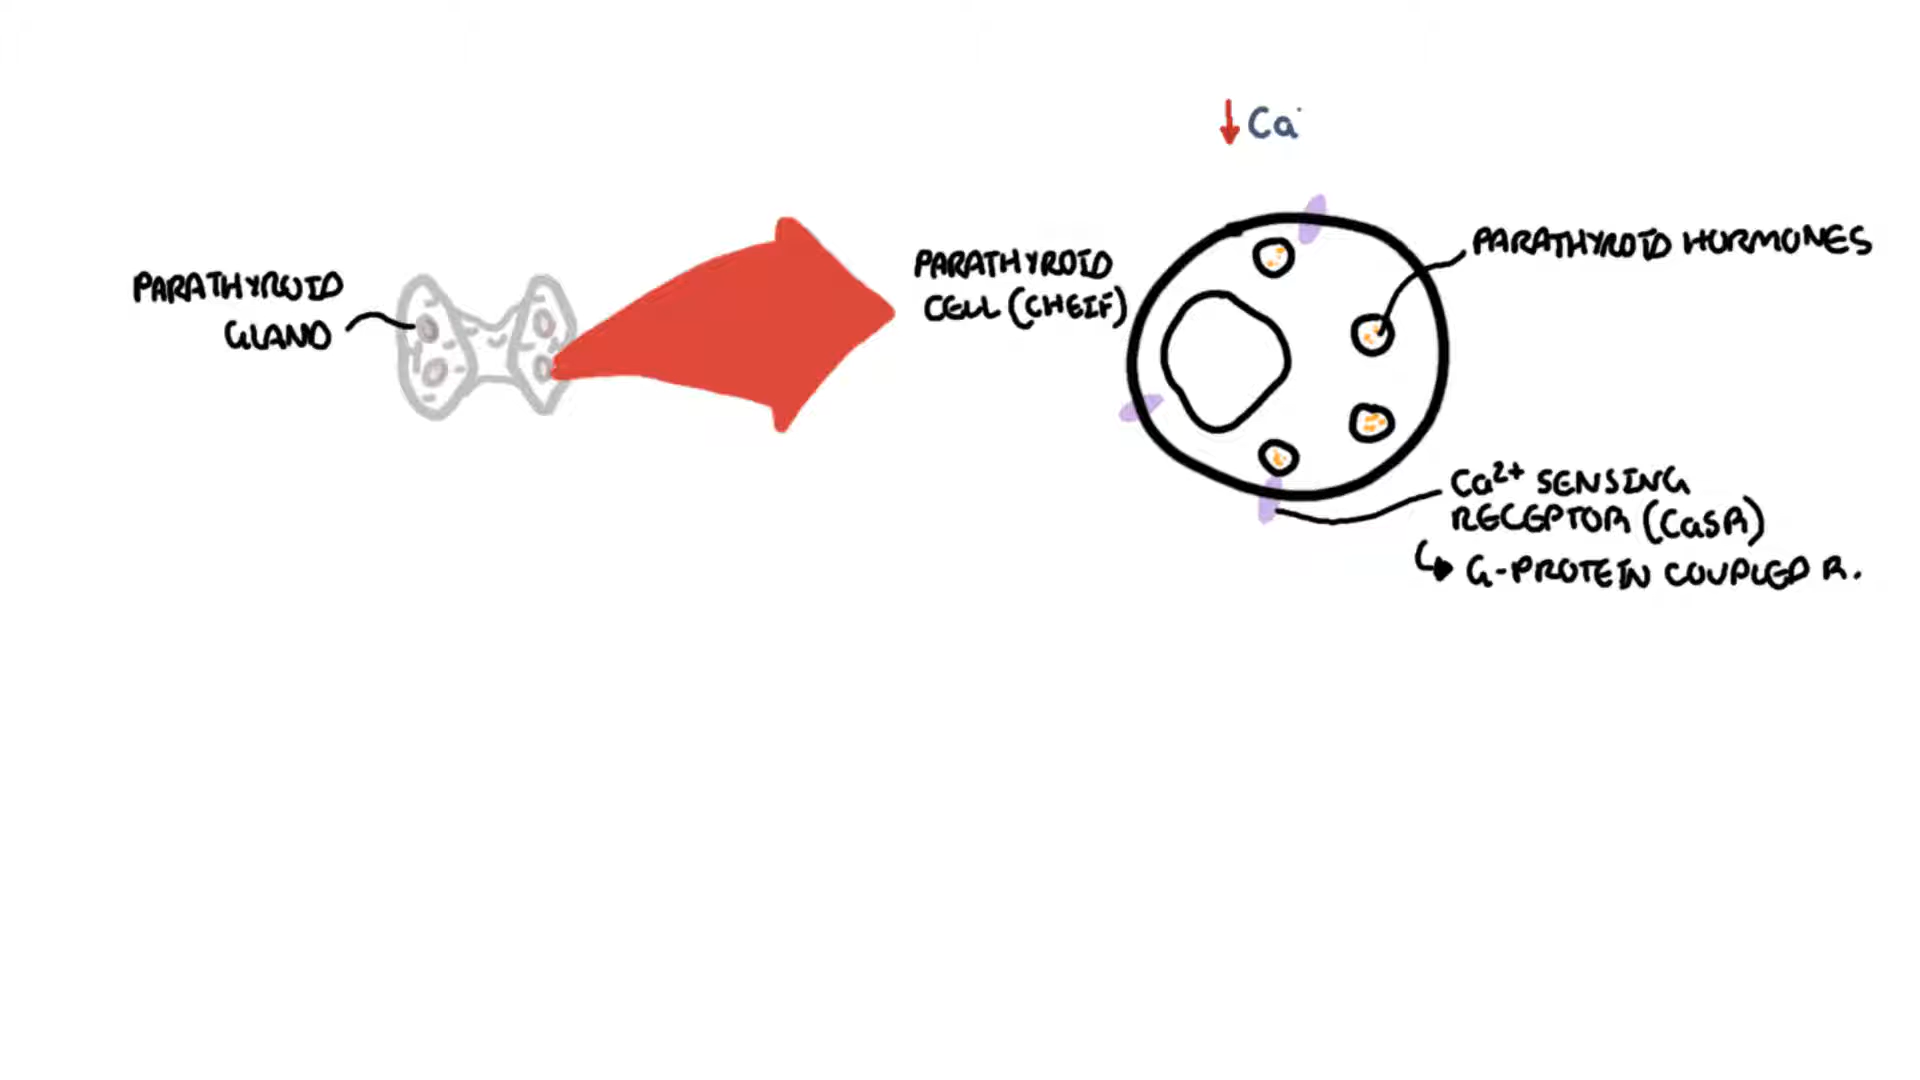 ↓ Ca
PARATHYROID
GLAND
PARATHYROID
CELL (CHEIF)
PARATHYROID HORMONES
Ca²⁺ SENSING
RECEPTOR (CaSR)
↳ G-PROTEIN COUPLED R.